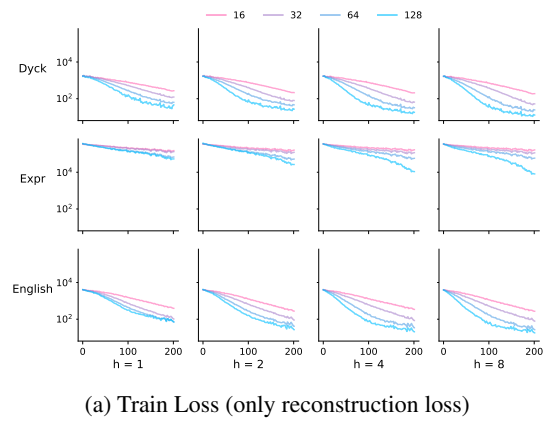 16 32 64 128
Dyck
10⁴
10²
Expr
10⁴
10²
English
10⁴
10²
0 100 200 0 100 200 0 100 200 0 100 200
h = 1 h = 2 h = 4 h = 8
(a) Train Loss (only reconstruction loss)